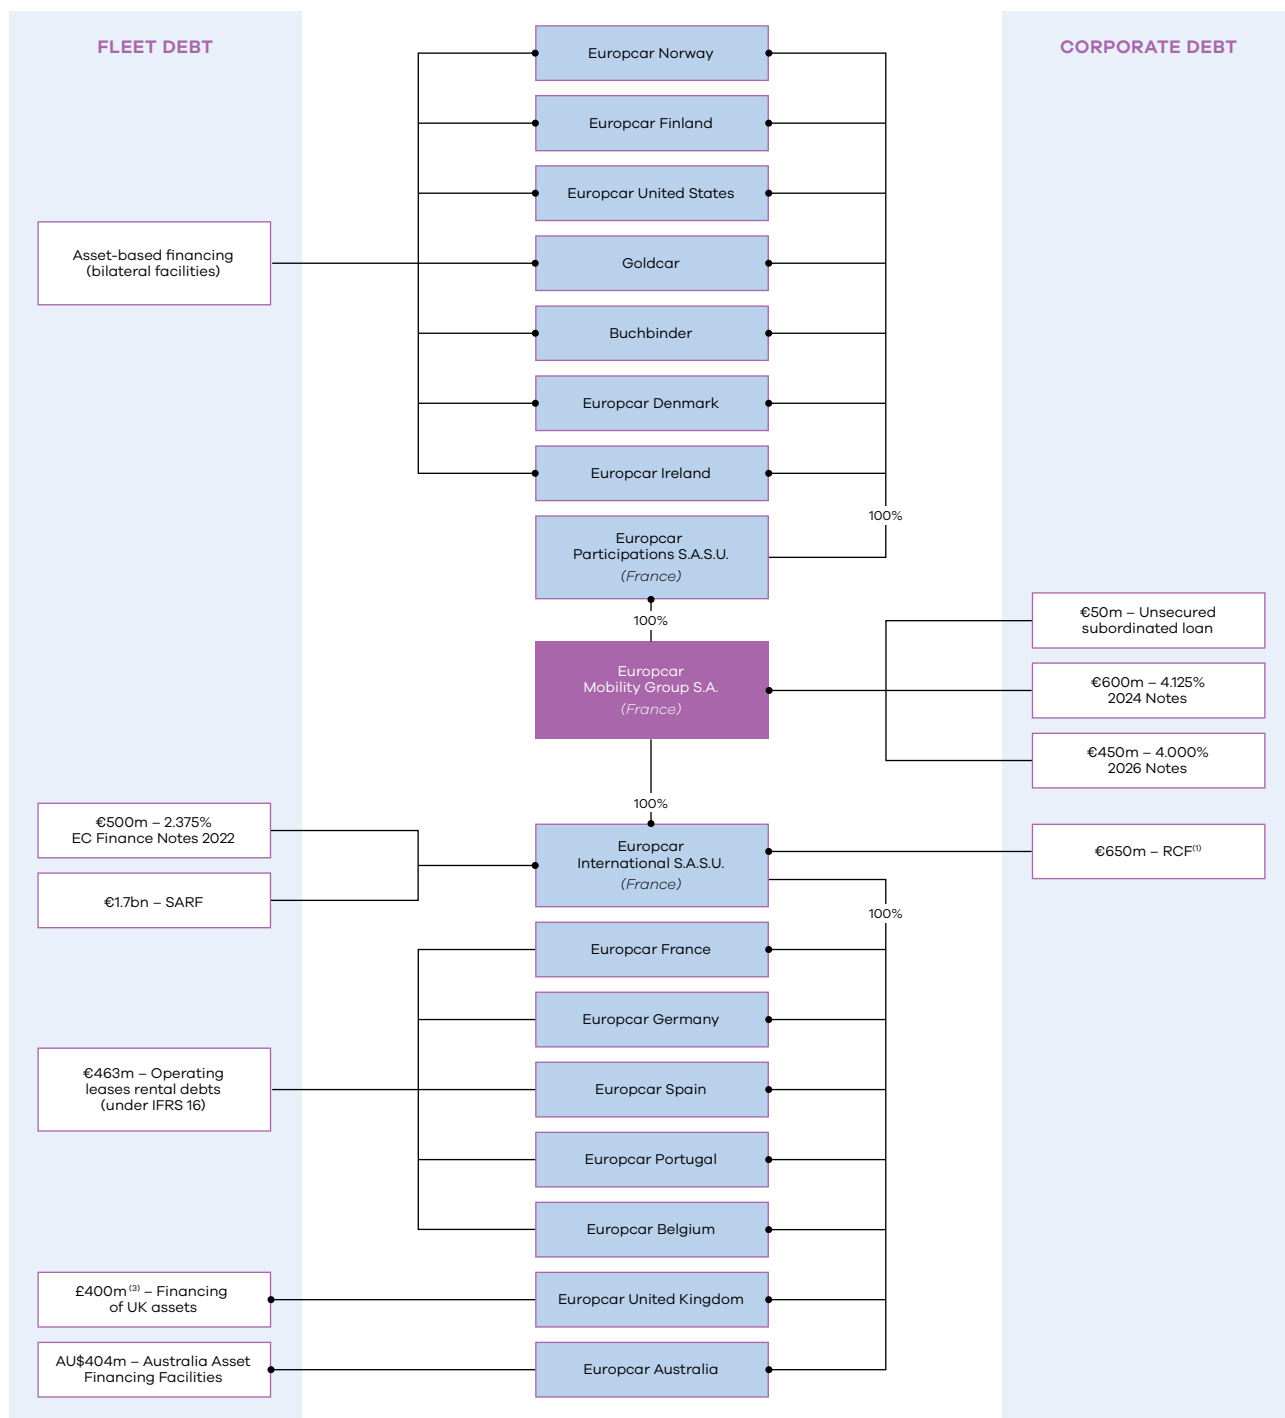 FLEET DEBT
CORPORATE DEBT
Europcar Norway
Europcar Finland
Europcar United States
Asset-based financing
(bilateral facilities)
Goldcar
Buchbinder
Europcar Denmark
Europcar Ireland
100%
Europcar
Participations S.A.S.U.
(France)
100%
€50m – Unsecured
subordinated loan
Europcar
Mobility Group S.A.
(France)
€600m – 4.125%
2024 Notes
€450m – 4.000%
2026 Notes
100%
€500m – 2.375%
EC Finance Notes 2022
€1.7bn – SARF
Europcar
International S.A.S.U.
(France)
€650m – RCF(1)
100%
Europcar France
Europcar Germany
€463m – Operating
leases rental debts
(under IFRS 16)
Europcar Spain
Europcar Portugal
Europcar Belgium
£400m (3) – Financing
of UK assets
Europcar United Kingdom
AU$404m – Australia Asset
Financing Facilities
Europcar Australia